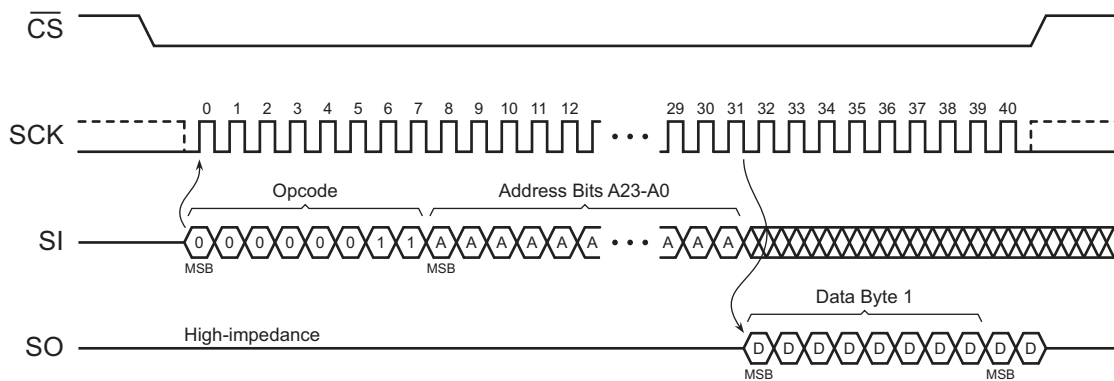 CS
0 1 2 3 4 5 6 7 8 9 10 11 12 29 30 31 32 33 34 35 36 37 38 39 40
SCK
Opcode Address Bits A23-A0
SI 0 0 0 0 0 0 1 1 A A A A A A A A A
MSB MSB
Data Byte 1
High-impedance
SO D D D D D D D D D D
MSB MSB